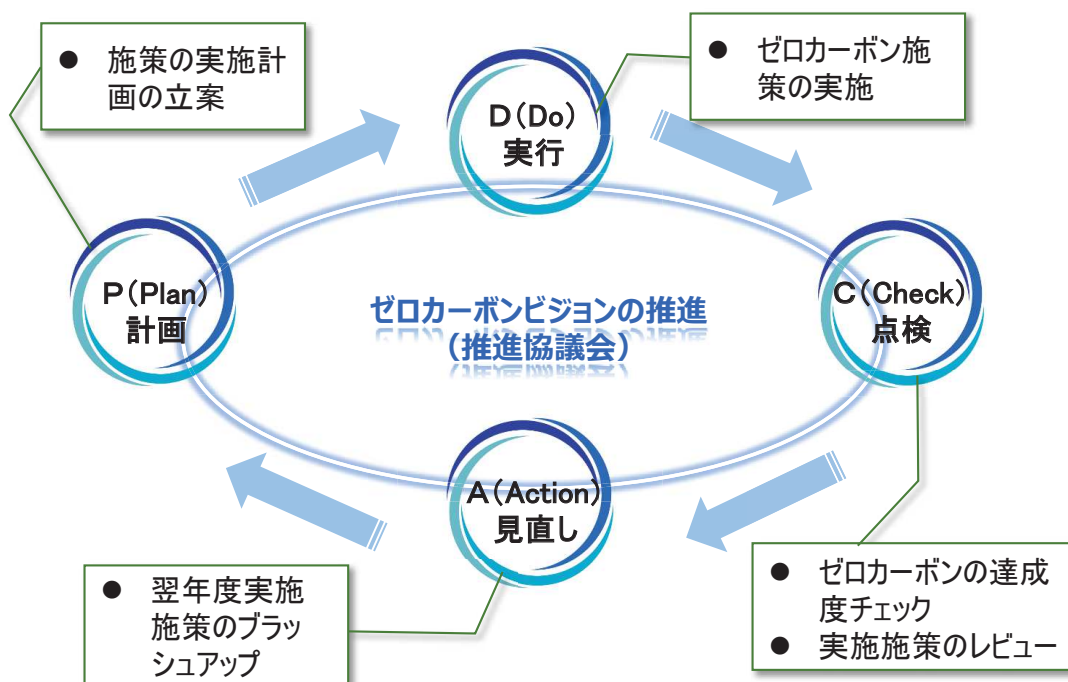 ● 施策の実施計
画の立案
● ゼロカーボン施
策の実施
D(Do)
実行
P(Plan)
計画
ゼロカーボンビジョンの推進
(推進協議会)
C(Check)
点検
A(Action)
見直し
● 翌年度実施
施策のブラッ
シュアップ
● ゼロカーボンの達成
度チェック
● 実施施策のレビュー